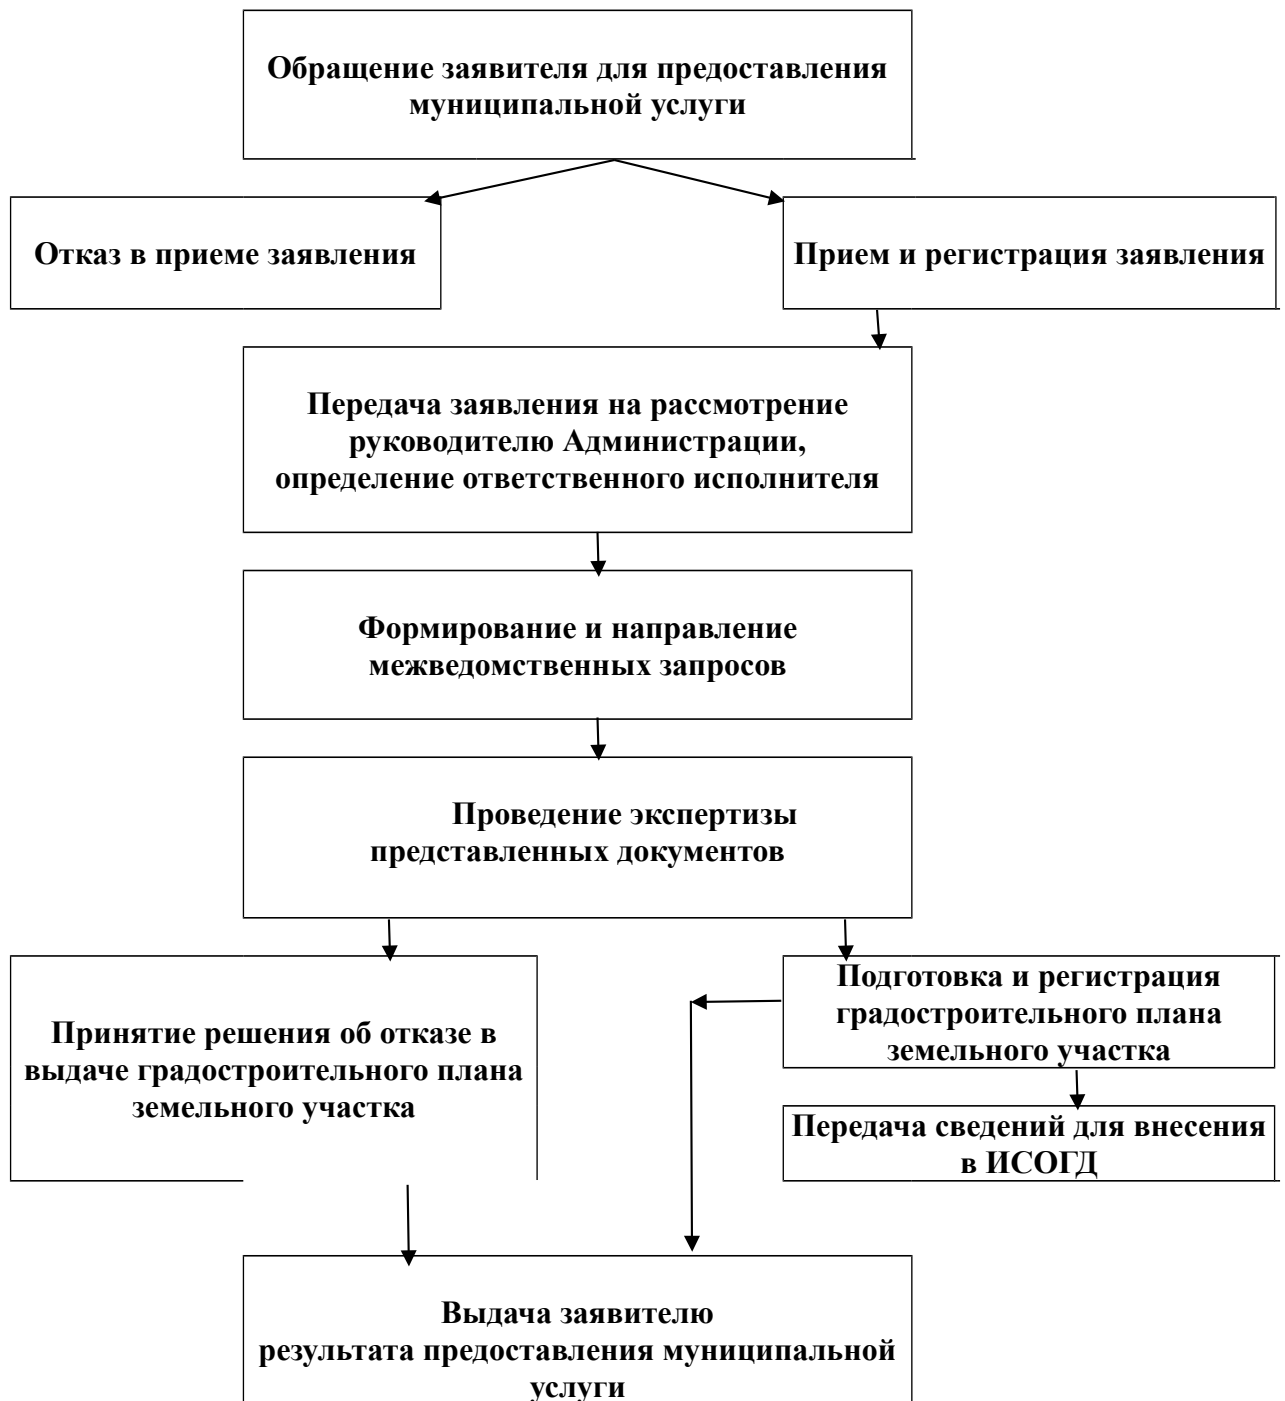 Обращение заявителя для предоставления
муниципальной услуги
Отказ в приеме заявления
Прием и регистрация заявления
Передача заявления на рассмотрение
руководителю Администрации,
определение ответственного исполнителя
Формирование и направление
межведомственных запросов
Проведение экспертизы
представленных документов
Принятие решения об отказе в
выдаче градостроительного плана
земельного участка
Подготовка и регистрация
градостроительного плана
земельного участка
Передача сведений для внесения
в ИСОГД
Выдача заявителю
результата предоставления муниципальной
услуги